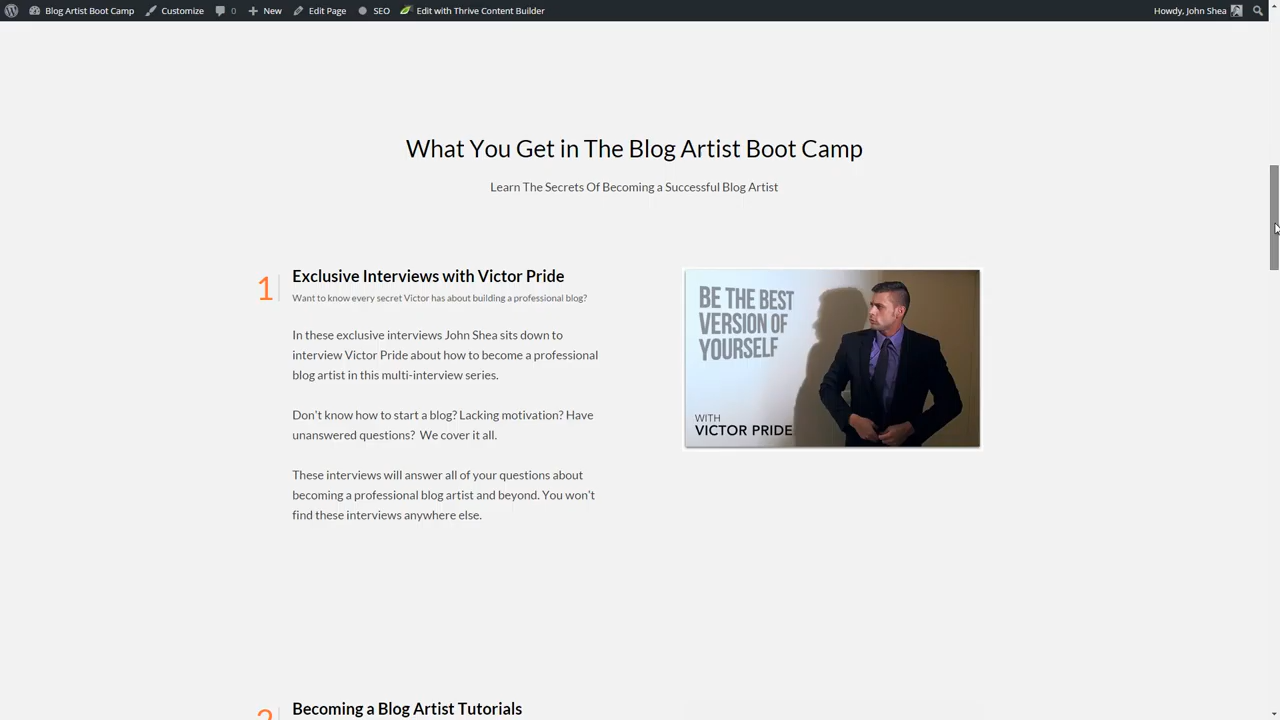 Blog Artist Boot Camp Customize 0 New Edit Page SEO Edit with Thrive Content Builder Howdy, John Shea
What You Get in The Blog Artist Boot Camp
Learn The Secrets Of Becoming a Successful Blog Artist
1
Exclusive Interviews with Victor Pride
Want to know every secret Victor has about building a professional blog?
In these exclusive interviews John Shea sits down to
interview Victor Pride about how to become a professional
blog artist in this multi-interview series.
Don't know how to start a blog? Lacking motivation? Have
unanswered questions?  We cover it all.
These interviews will answer all of your questions about
becoming a professional blog artist and beyond. You won't
find these interviews anywhere else.
BE THE BEST
VERSION OF
YOURSELF
WITH
VICTOR PRIDE
2
Becoming a Blog Artist Tutorials